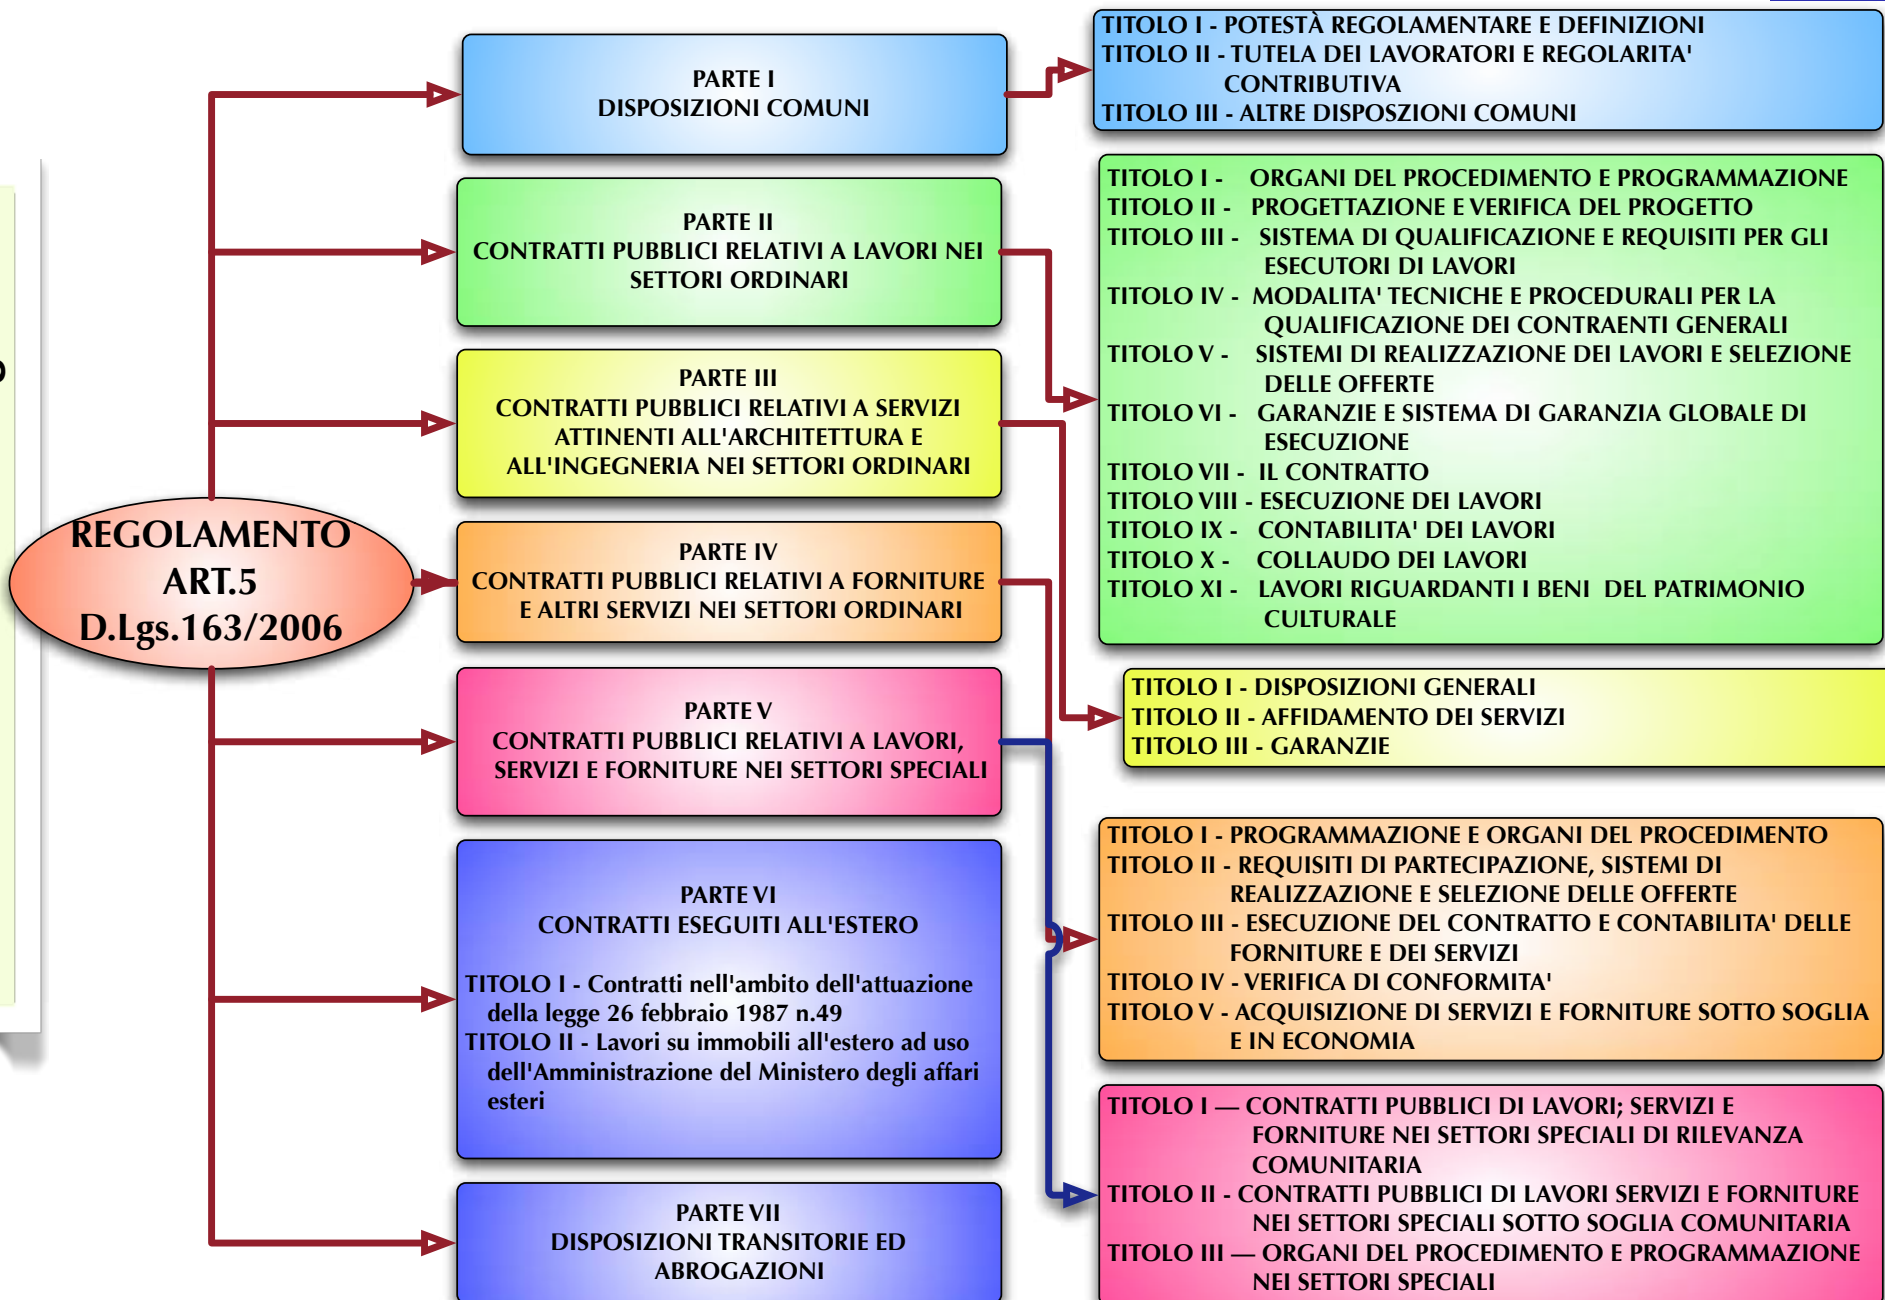 REGOLAMENTO
ART.5
D.Lgs.163/2006
PARTE I
DISPOSIZIONI COMUNI
TITOLO I - POTESTÀ REGOLAMENTARE E DEFINIZIONI
TITOLO II - TUTELA DEI LAVORATORI E REGOLARITA'
CONTRIBUTIVA
TITOLO III - ALTRE DISPOSZIONI COMUNI
PARTE II
CONTRATTI PUBBLICI RELATIVI A LAVORI NEI
SETTORI ORDINARI
TITOLO I - ORGANI DEL PROCEDIMENTO E PROGRAMMAZIONE
TITOLO II - PROGETTAZIONE E VERIFICA DEL PROGETTO
TITOLO III - SISTEMA DI QUALIFICAZIONE E REQUISITI PER GLI
ESECUTORI DI LAVORI
TITOLO IV - MODALITA' TECNICHE E PROCEDURALI PER LA
QUALIFICAZIONE DEI CONTRAENTI GENERALI
TITOLO V - SISTEMI DI REALIZZAZIONE DEI LAVORI E SELEZIONE
DELLE OFFERTE
TITOLO VI - GARANZIE E SISTEMA DI GARANZIA GLOBALE DI
ESECUZIONE
TITOLO VII - IL CONTRATTO
TITOLO VIII - ESECUZIONE DEI LAVORI
TITOLO IX - CONTABILITA' DEI LAVORI
TITOLO X - COLLAUDO DEI LAVORI
TITOLO XI - LAVORI RIGUARDANTI I BENI DEL PATRIMONIO
CULTURALE
PARTE III
CONTRATTI PUBBLICI RELATIVI A SERVIZI
ATTINENTI ALL'ARCHITETTURA E
ALL'INGEGNERIA NEI SETTORI ORDINARI
TITOLO I - DISPOSIZIONI GENERALI
TITOLO II - AFFIDAMENTO DEI SERVIZI
TITOLO III - GARANZIE
PARTE IV
CONTRATTI PUBBLICI RELATIVI A FORNITURE
E ALTRI SERVIZI NEI SETTORI ORDINARI
TITOLO I - PROGRAMMAZIONE E ORGANI DEL PROCEDIMENTO
TITOLO II - REQUISITI DI PARTECIPAZIONE, SISTEMI DI
REALIZZAZIONE E SELEZIONE DELLE OFFERTE
TITOLO III - ESECUZIONE DEL CONTRATTO E CONTABILITA' DELLE
FORNITURE E DEI SERVIZI
TITOLO IV - VERIFICA DI CONFORMITA'
TITOLO V - ACQUISIZIONE DI SERVIZI E FORNITURE SOTTO SOGLIA
E IN ECONOMIA
PARTE V
CONTRATTI PUBBLICI RELATIVI A LAVORI,
SERVIZI E FORNITURE NEI SETTORI SPECIALI
TITOLO I — CONTRATTI PUBBLICI DI LAVORI; SERVIZI E
FORNITURE NEI SETTORI SPECIALI DI RILEVANZA
COMUNITARIA
TITOLO II - CONTRATTI PUBBLICI DI LAVORI SERVIZI E FORNITURE
NEI SETTORI SPECIALI SOTTO SOGLIA COMUNITARIA
TITOLO III — ORGANI DEL PROCEDIMENTO E PROGRAMMAZIONE
NEI SETTORI SPECIALI
PARTE VI
CONTRATTI ESEGUITI ALL'ESTERO
TITOLO I - Contratti nell'ambito dell'attuazione
della legge 26 febbraio 1987 n.49
TITOLO II - Lavori su immobili all'estero ad uso
dell'Amministrazione del Ministero degli affari
esteri
PARTE VII
DISPOSIZIONI TRANSITORIE ED
ABROGAZIONI